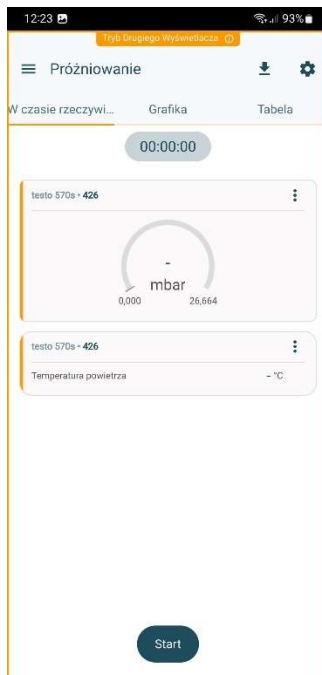 12:23 93%
Tryb Drugiego Wyświetlacza
Próżniowanie
W czasie rzeczywi... Grafika Tabela
00:00:00
testo 570s • 426
-
mbar
0,000 26,664
testo 570s • 426
Temperatura powietrza – °C
Start